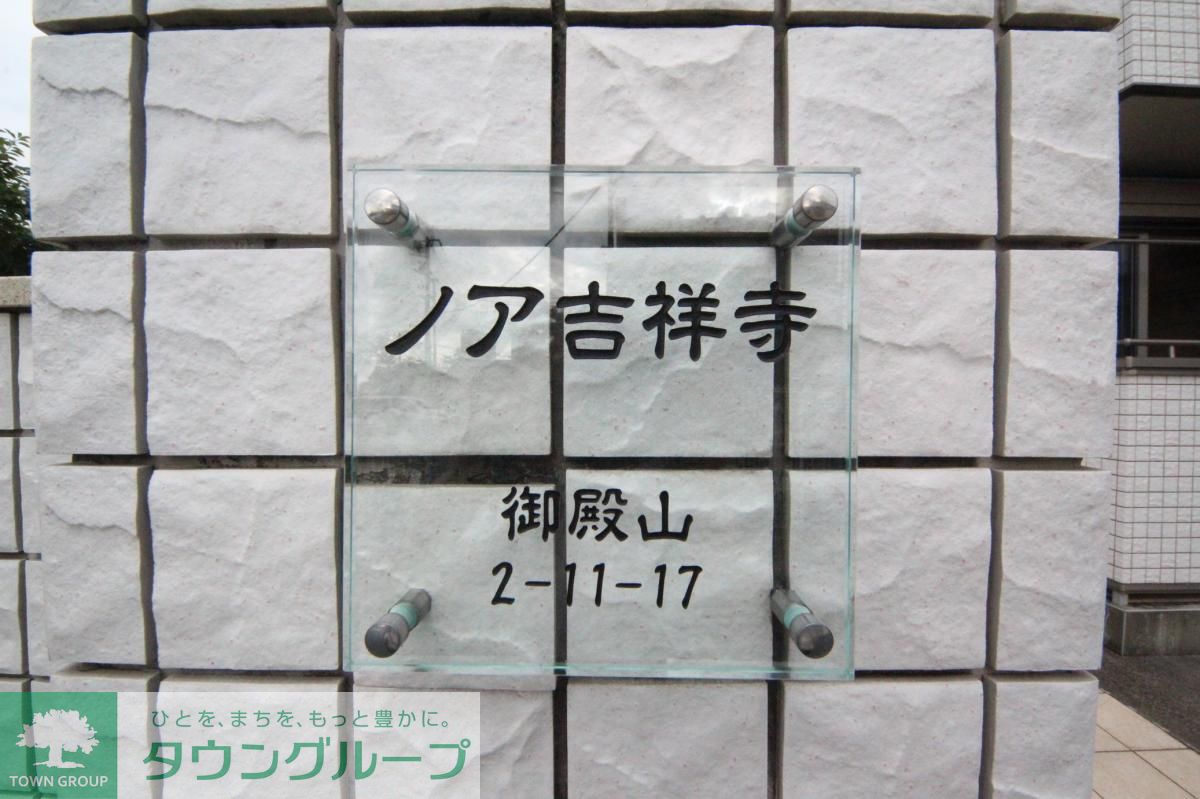 ノア吉祥寺
御殿山
2-11-17
ひとを、まちを、もっと豊かに。
タウングループ
TOWN GROUP